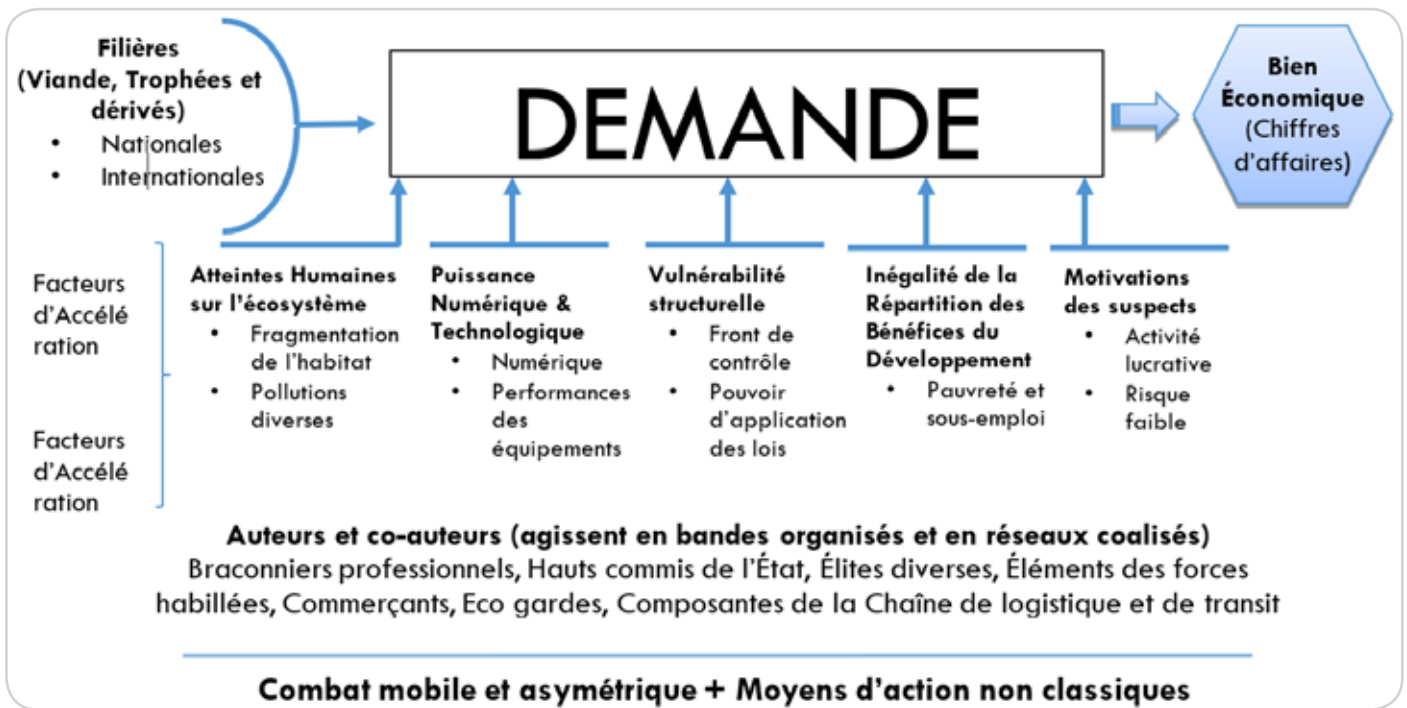 Filières
(Viande, Trophées et
dérivés)
• Nationales
• Internationales
DEMANDE
Bien
Économique
(Chiffres
d'affaires)
Facteurs
d'Accélé
ration
Facteurs
d'Accélé
ration
Atteintes Humaines
sur l'écosystème
• Fragmentation
de l'habitat
• Pollutions
diverses
Puissance
Numérique &
Technologique
• Numérique
• Performances
des
équipements
Vulnérabilité
structurelle
• Front de
contrôle
• Pouvoir
d'application
des lois
Inégalité de la
Répartition des
Bénéfices du
Développement
• Pauvreté et
sous-emploi
Motivations
des suspects
• Activité
lucrative
• Risque
faible
Auteurs et co-auteurs (agissent en bandes organisés et en réseaux coalisés)
Braconniers professionnels, Hauts commis de l'État, Élites diverses, Éléments des forces
habillées, Commerçants, Eco gardes, Composantes de la Chaîne de logistique et de transit
Combat mobile et asymétrique + Moyens d'action non classiques